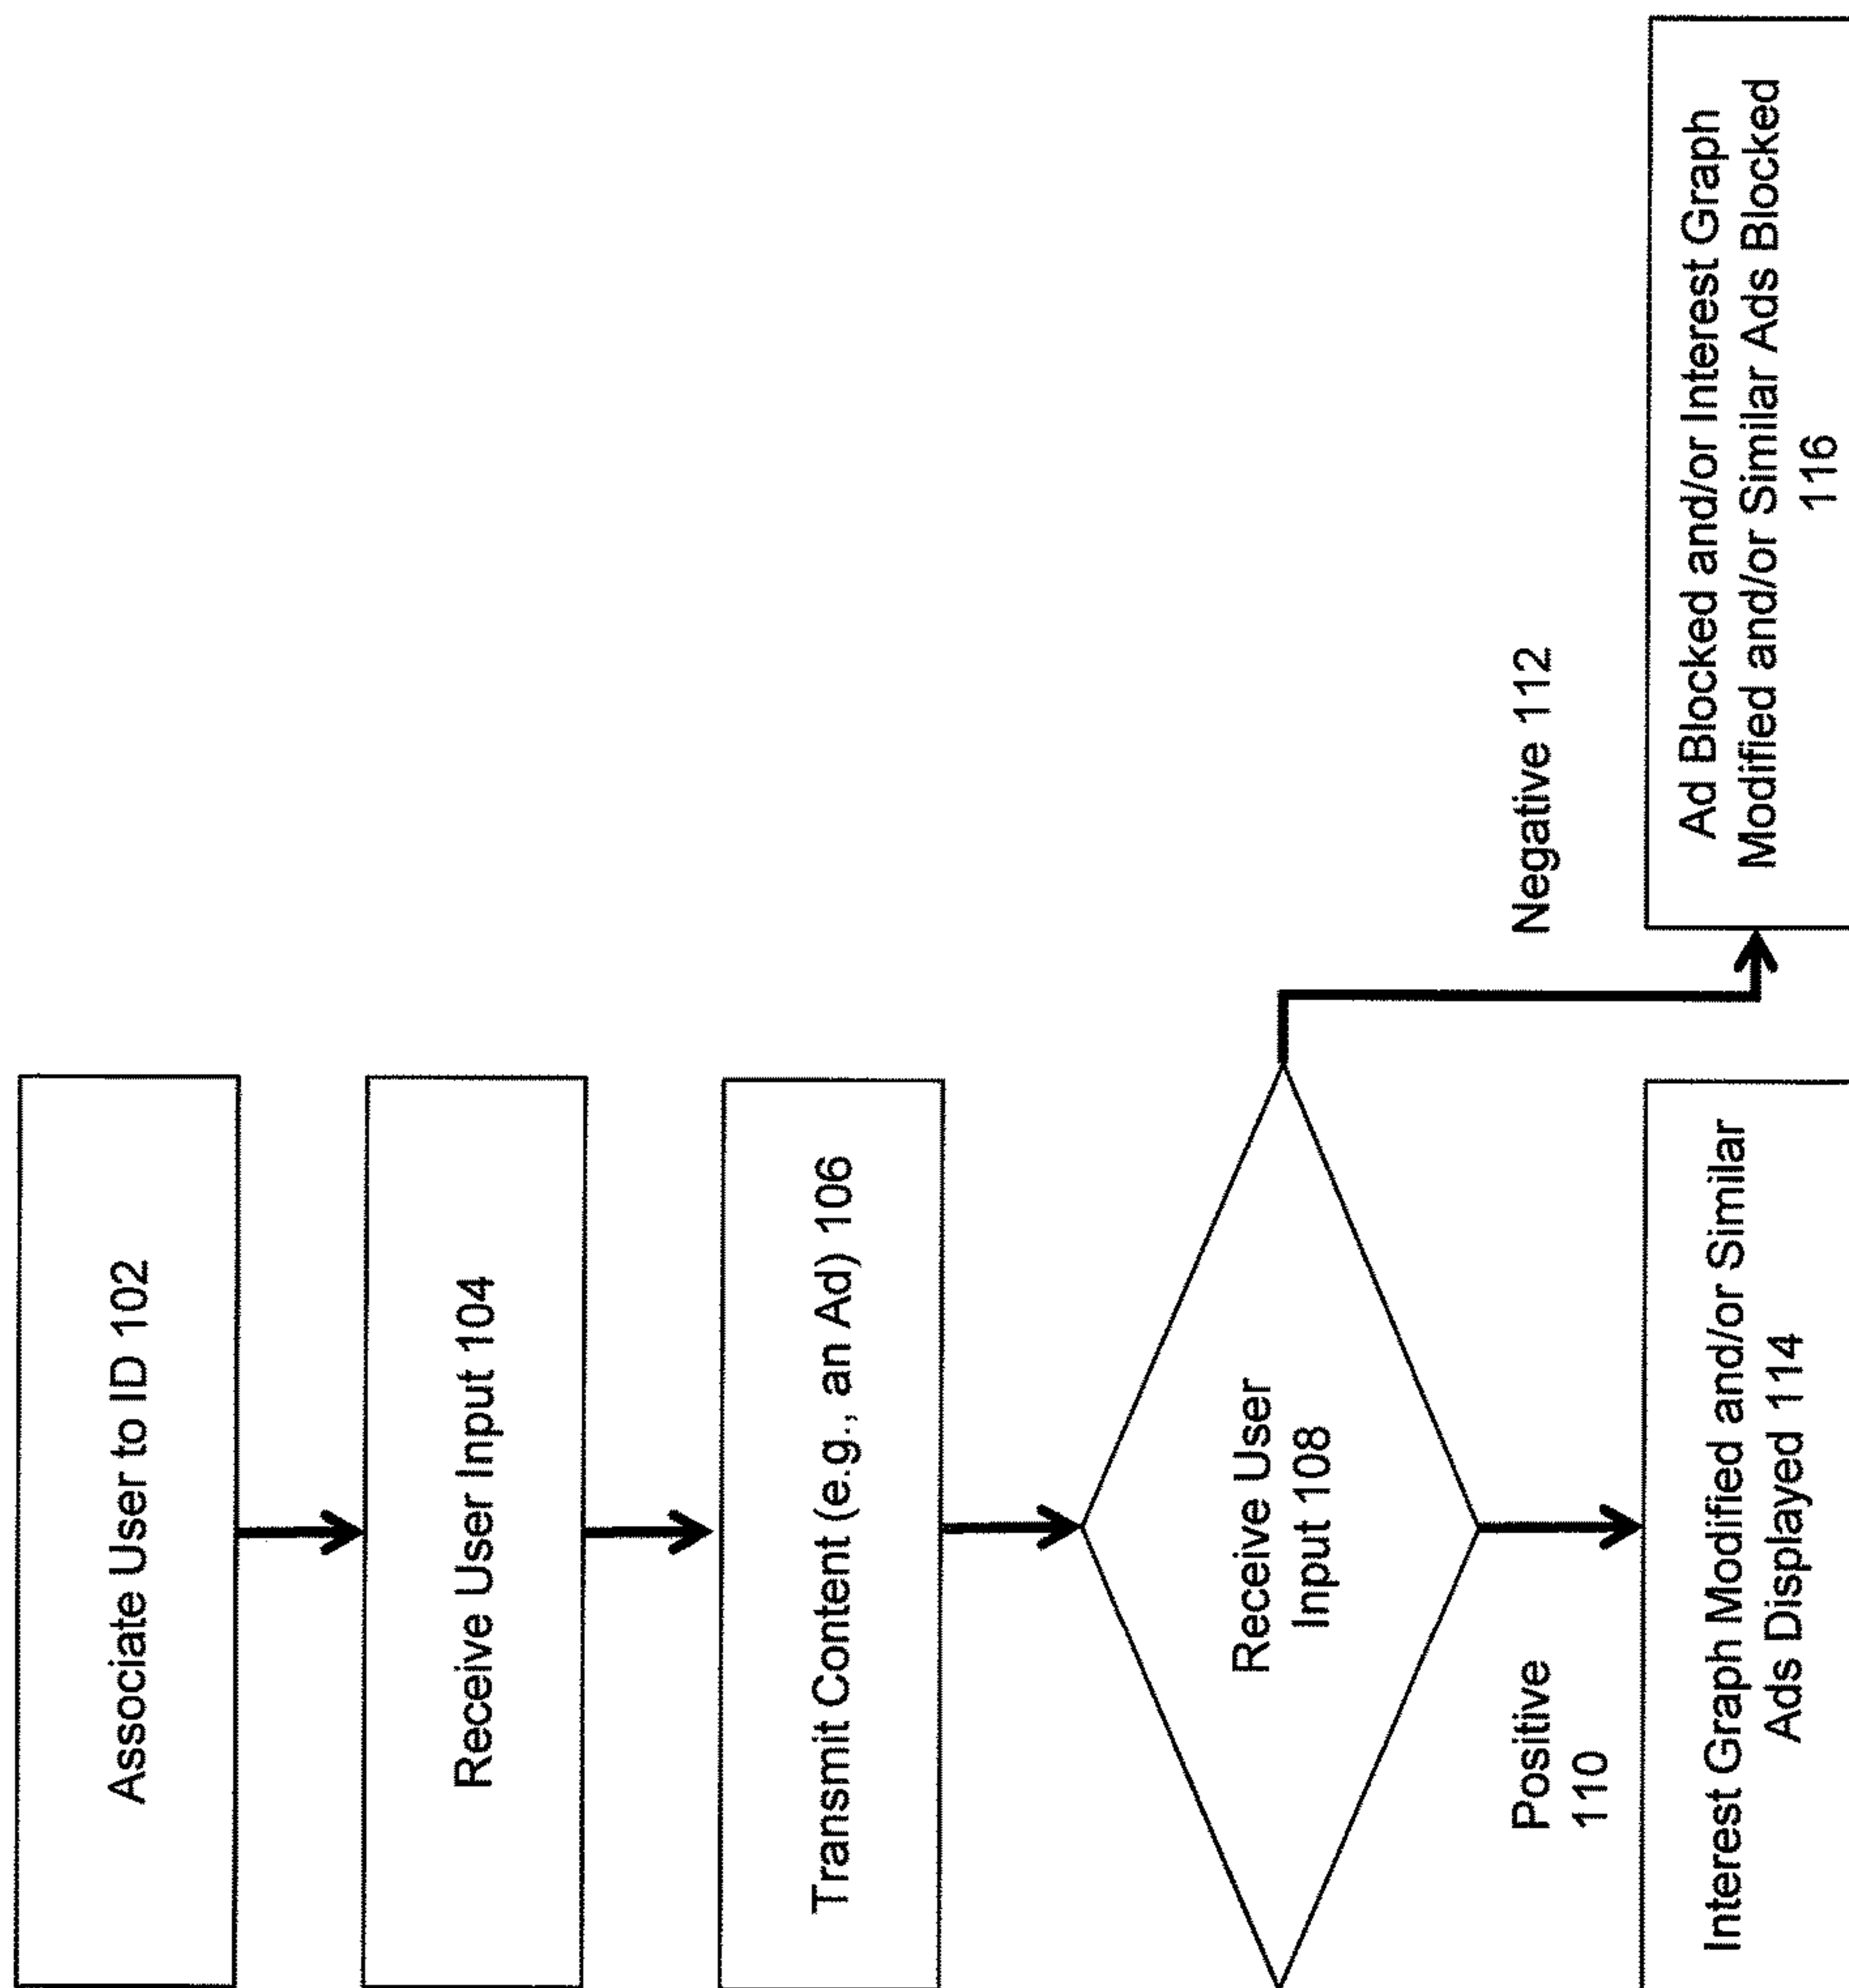 Associate User to ID 102
Receive User Input 104
Transmit Content (e.g., an Ad) 106
Receive User
Input 108
Positive
110
Negative 112
Interest Graph Modified and/or Similar
Ads Displayed 114
Ad Blocked and/or Interest Graph
Modified and/or Similar Ads Blocked
116